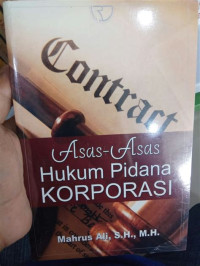 Contract
Asas-Asas
Hukum Pidana
KORPORASI
Mahrus Ali, S.H., M.H.